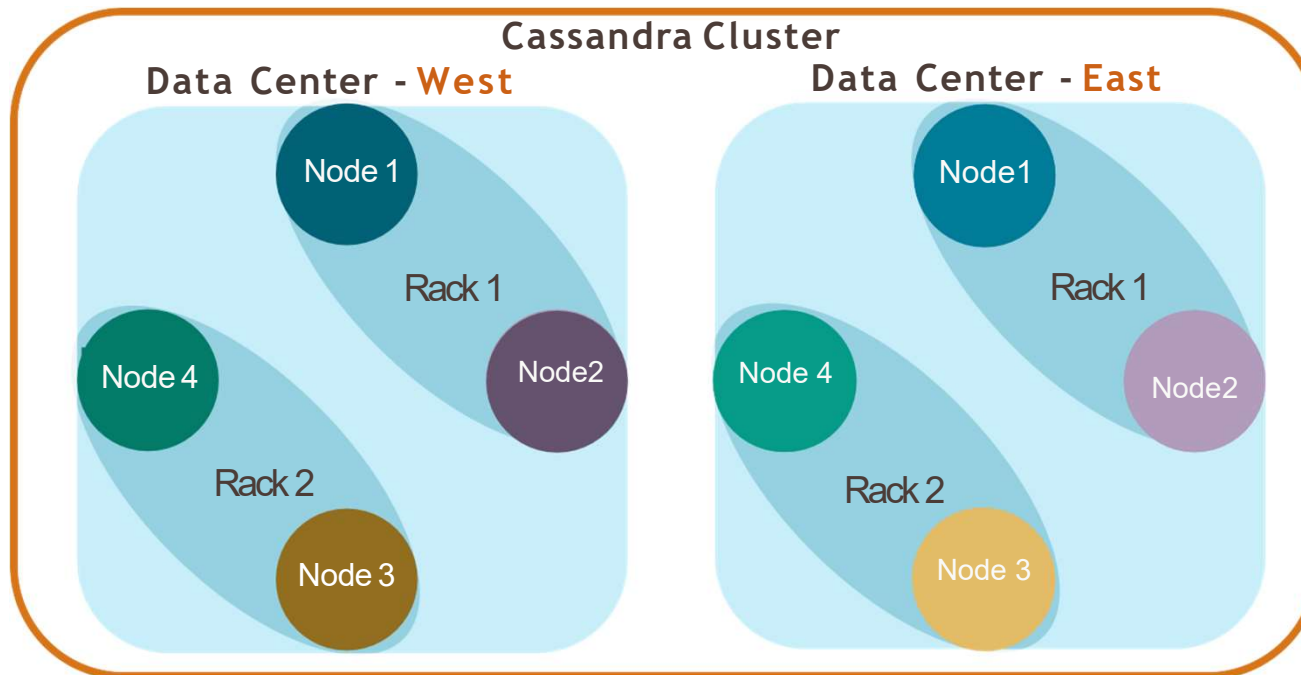 Cassandra Cluster
Data Center - West
Node 1
Rack 1
Node2
Node 4
Rack 2
Node 3
Data Center - East
Node1
Rack 1
Node2
Node 4
Rack 2
Node 3